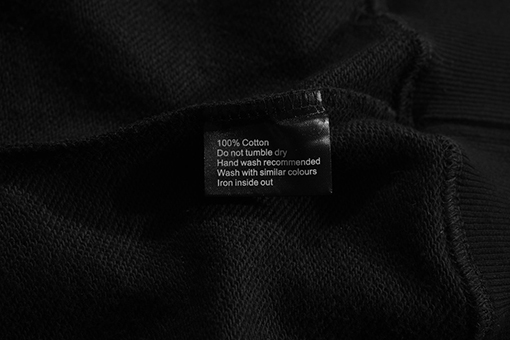 100% Cotton
Do not tumble dry
Hand wash recommended
Wash with similar colours
Iron inside out